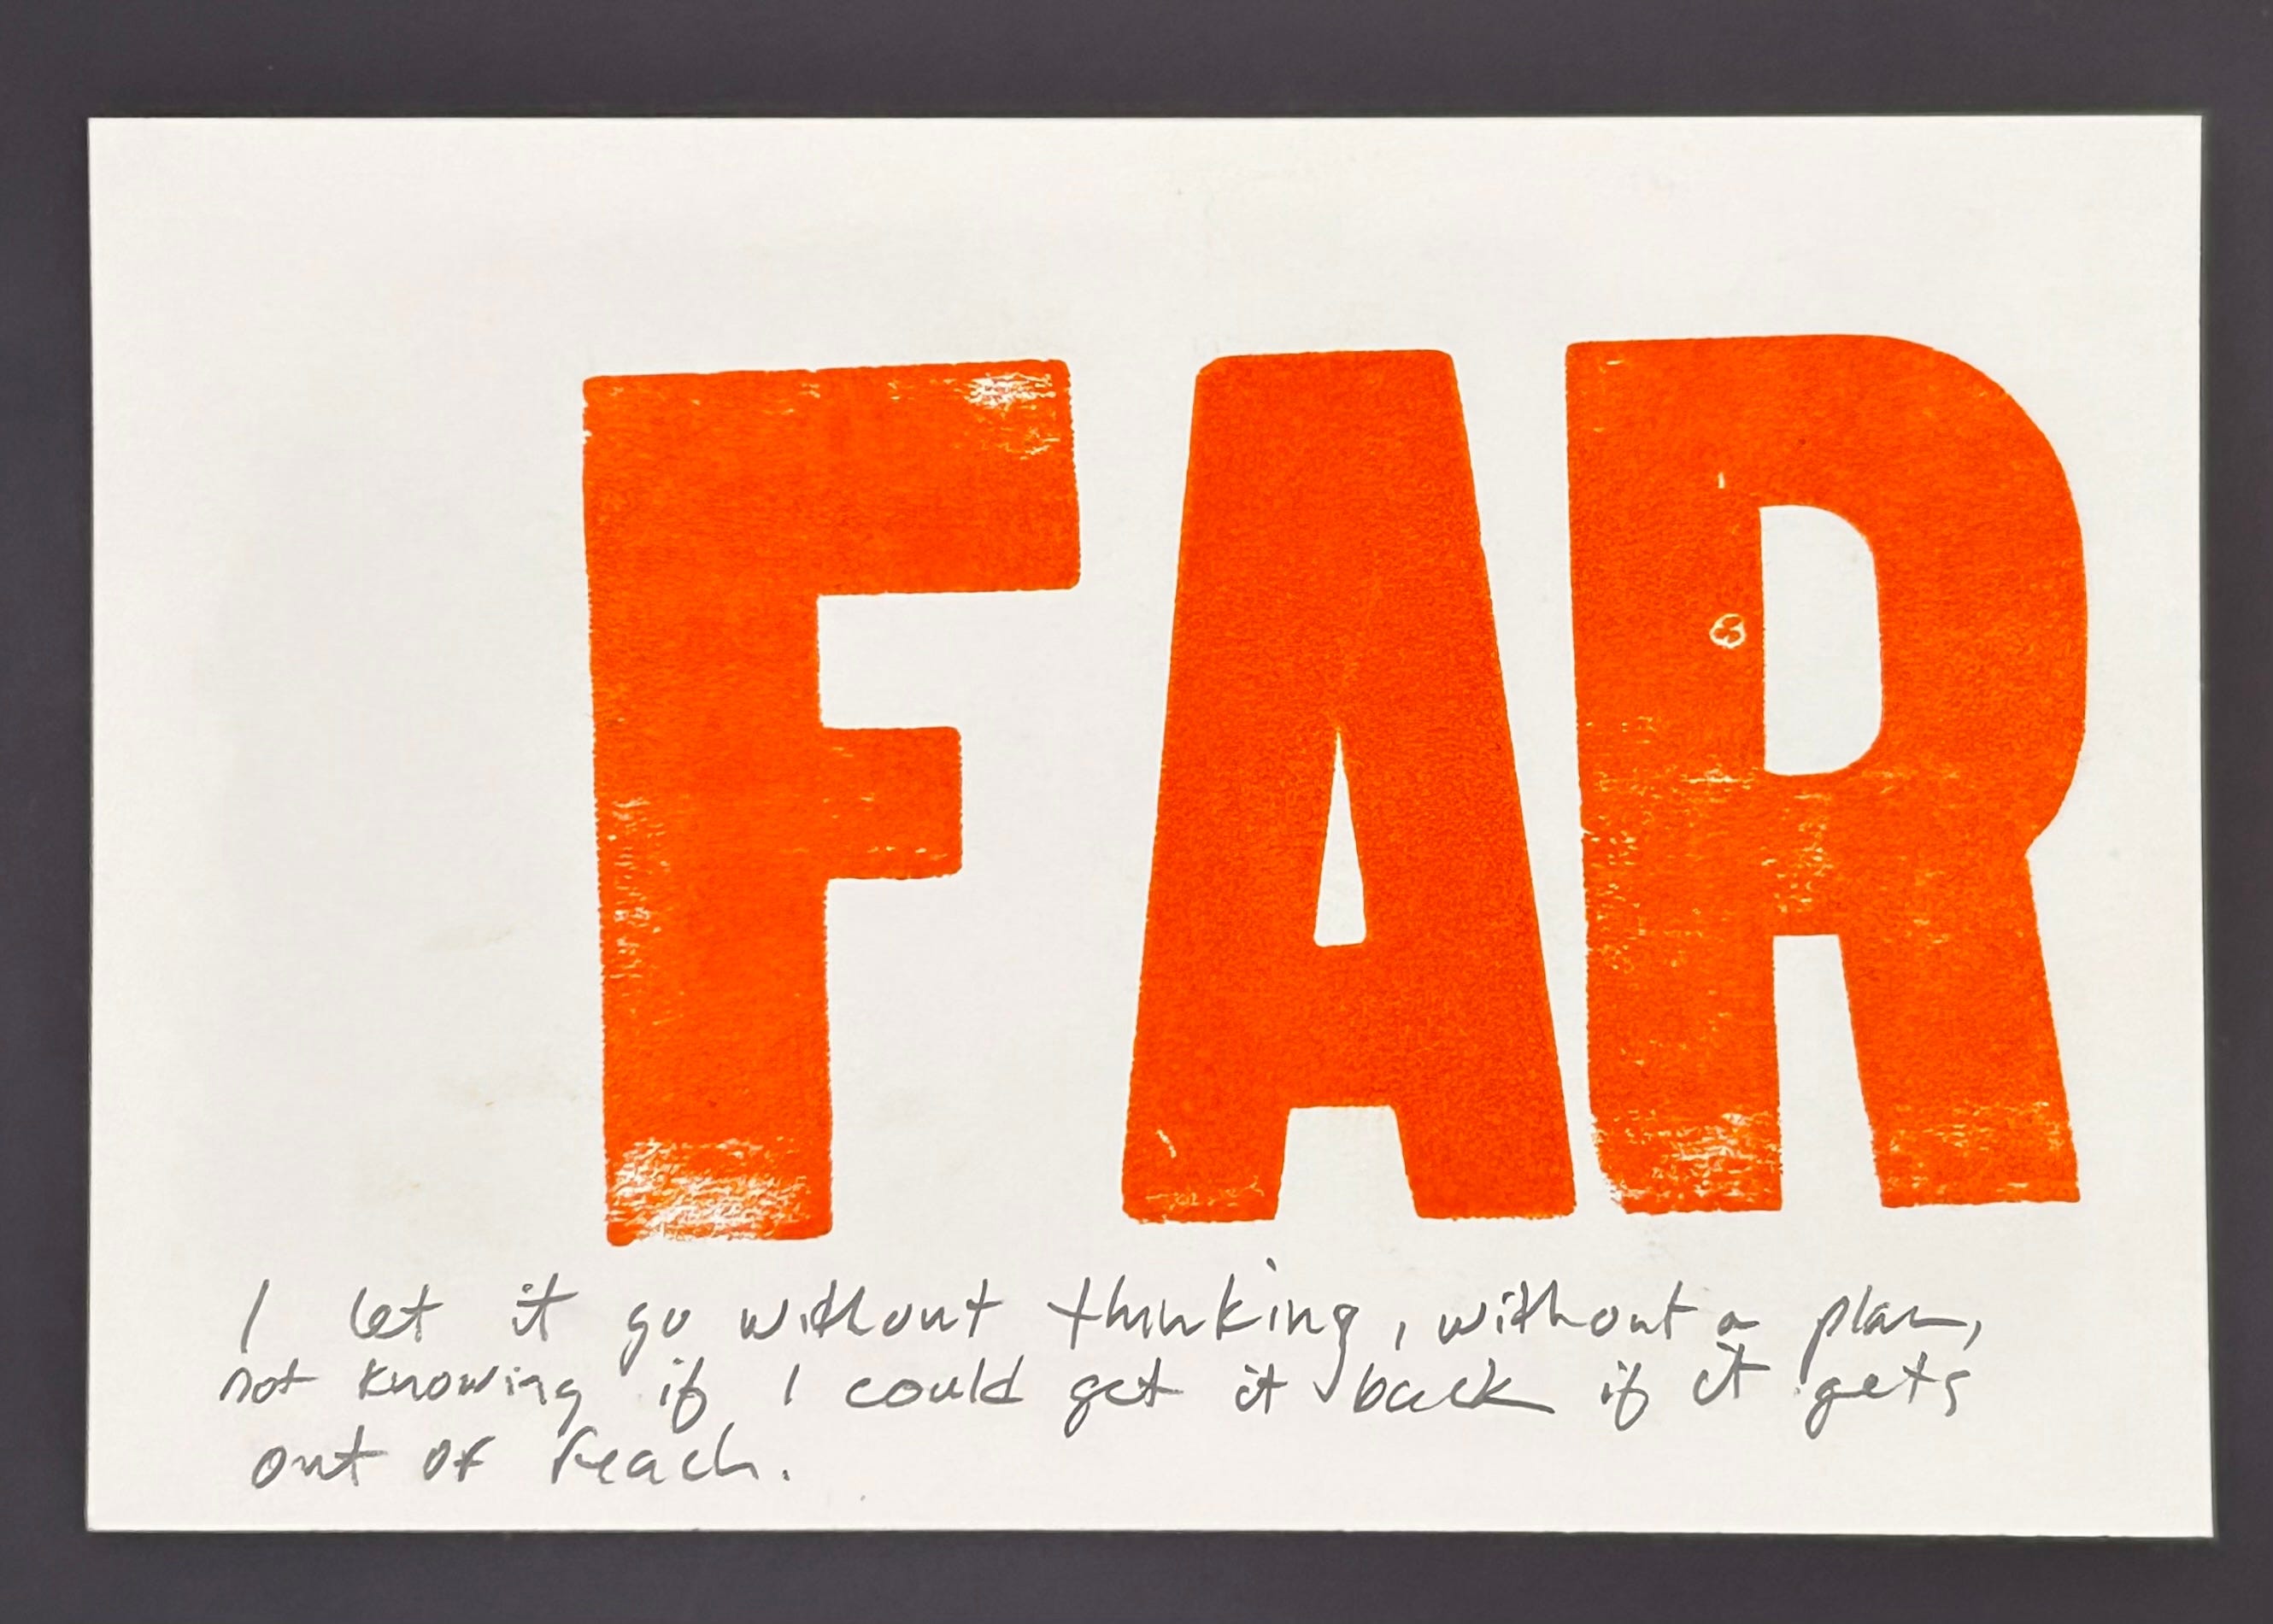 FAR
I let it go without thinking, without a plan,
not knowing if I could get it back if it gets
out of reach.